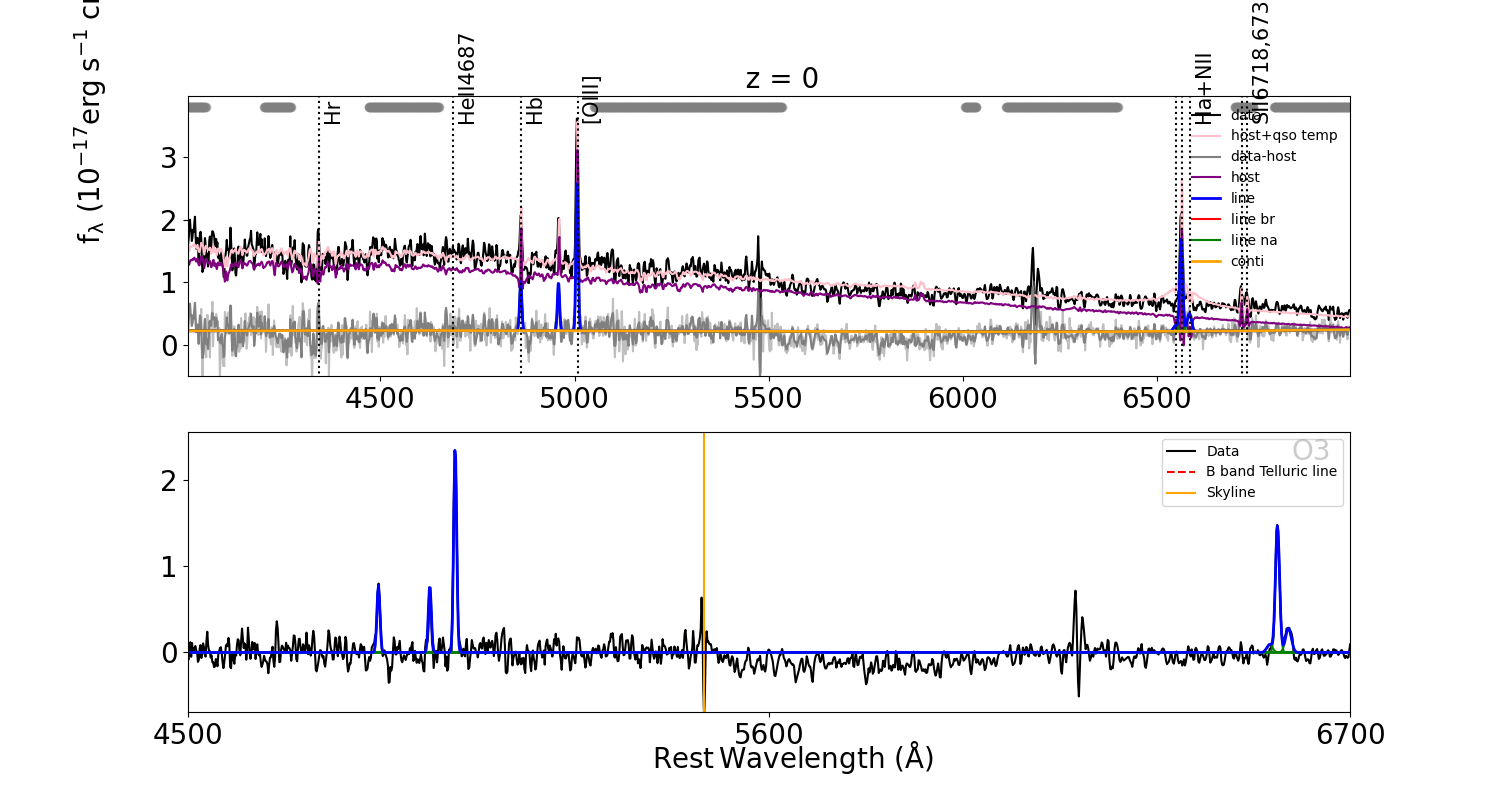 z = 0
fλ (10−17erg s−1 c
Hr
HeII4687
Hb
[OIII]
Ha+NII
SII6718,673
data
host+qso temp
data-host
host
line
line br
line na
conti
3
2
1
0
4500 5000 5500 6000 6500
O3
Data
B band Telluric line
Skyline
2
1
0
4500 5600 6700
Rest Wavelength (Å)